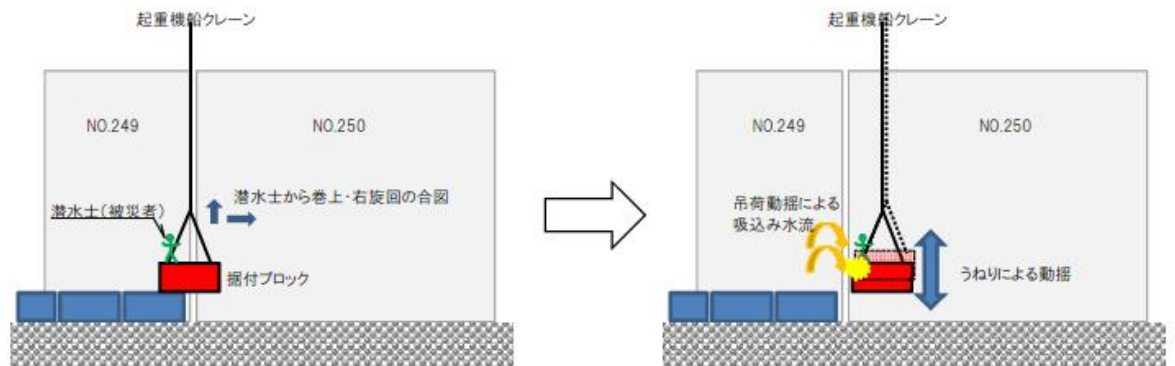 起重機船クレーン
NO.249
NO.250
潜水士から巻上・右旋回の合図
潜水士(被災者)
据付ブロック
起重機船クレーン
NO.249
NO.250
吊荷動揺による
吸込み水流
うねりによる動揺